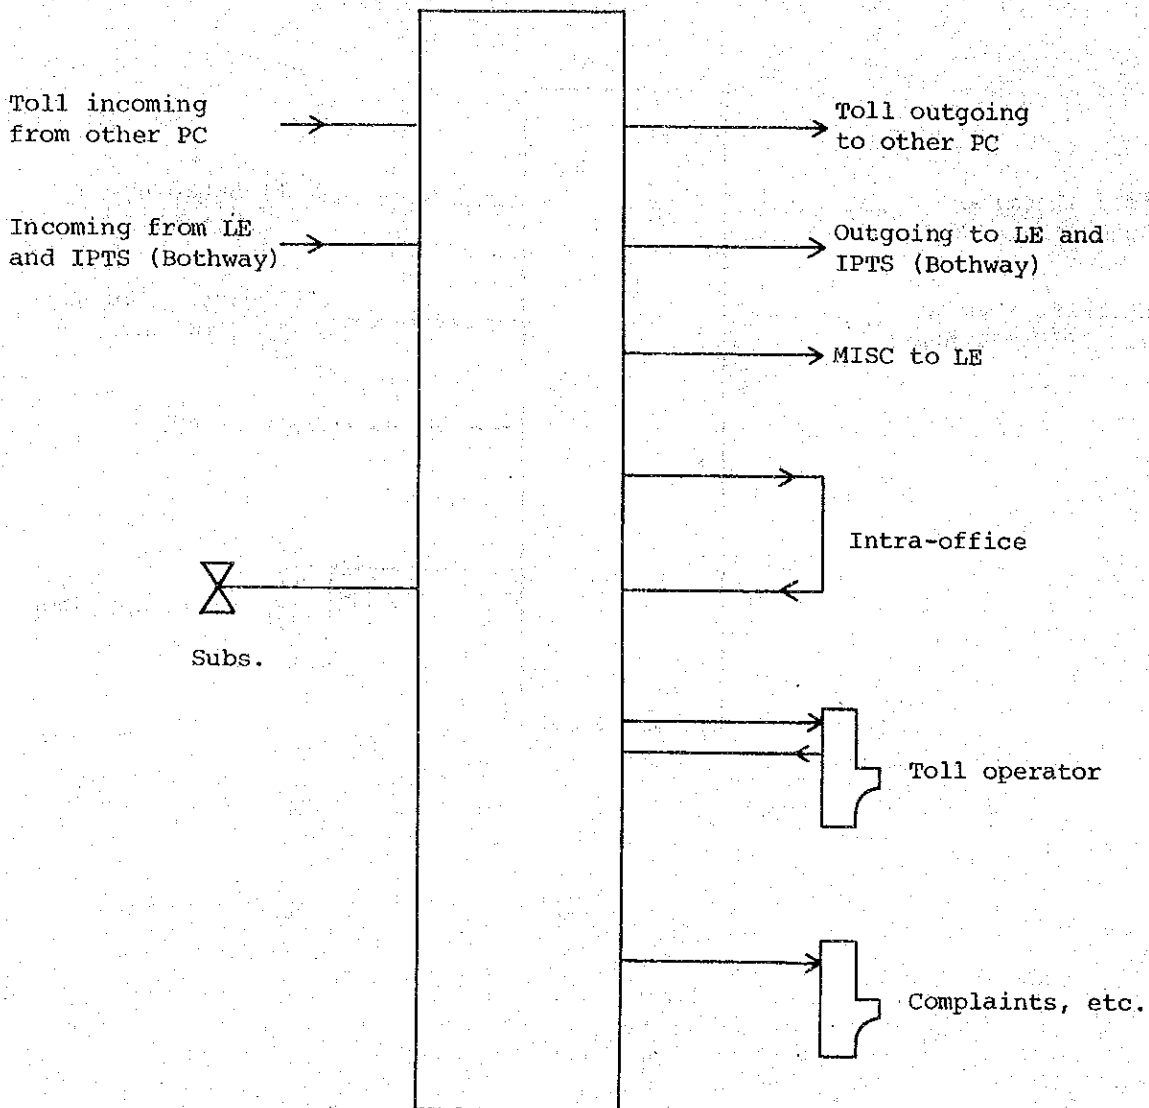 Toll incoming
from other PC
Toll outgoing
to other PC
Incoming from LE
and IPTS (Bothway)
Outgoing to LE and
IPTS (Bothway)
MISC to LE
Intra-office
Subs.
Toll operator
Complaints, etc.